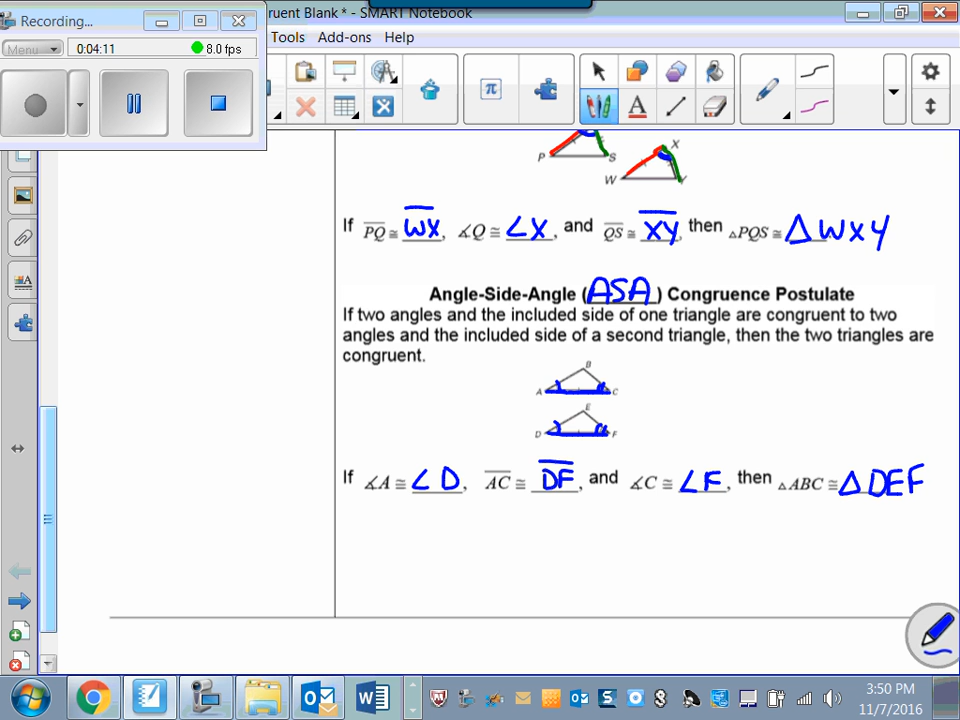 ruent Blank * - SMART Notebook
Recording...
Menu
0:04:11
8.0 fps
Tools Add-ons Help
π
A
P S X
W Y
If PQ ≅ WX, ∡Q ≅ ∠X, and QS ≅ XY, then △PQS ≅ Δ WXY
Angle-Side-Angle (ASA) Congruence Postulate
If two angles and the included side of one triangle are congruent to two
angles and the included side of a second triangle, then the two triangles are
congruent.
B
A C
E
D F
If ∡A ≅ ∠D, AC ≅ DF, and ∡C ≅ ∠F, then △ABC ≅ Δ DEF
3:50 PM
11/7/2016